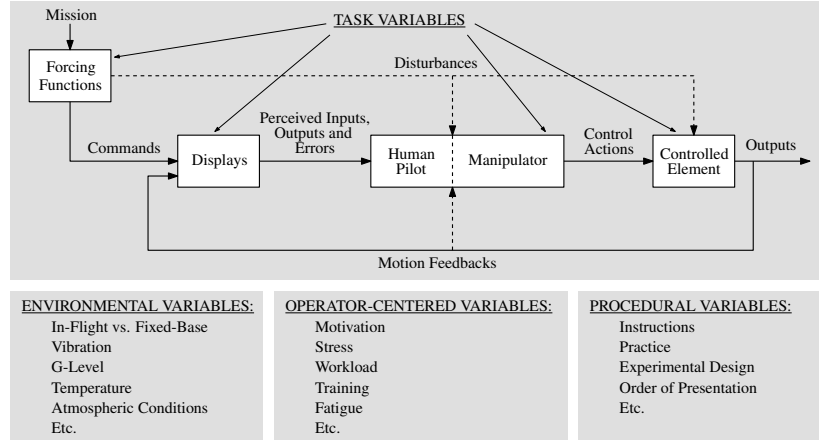 Mission
TASK VARIABLES
Forcing
Functions
Disturbances
Commands
Displays
Perceived Inputs,
Outputs and
Errors
Human
Pilot
Manipulator
Control
Actions
Controlled
Element
Outputs
Motion Feedbacks
ENVIRONMENTAL VARIABLES:
In-Flight vs. Fixed-Base
Vibration
G-Level
Temperature
Atmospheric Conditions
Etc.
OPERATOR-CENTERED VARIABLES:
Motivation
Stress
Workload
Training
Fatigue
Etc.
PROCEDURAL VARIABLES:
Instructions
Practice
Experimental Design
Order of Presentation
Etc.